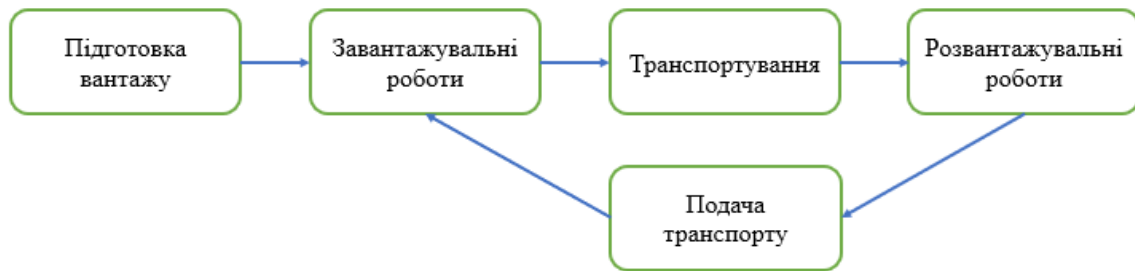 Підготовка
вантажу
Завантажувальні
роботи
Транспортування
Розвантажувальні
роботи
Подача
транспорту